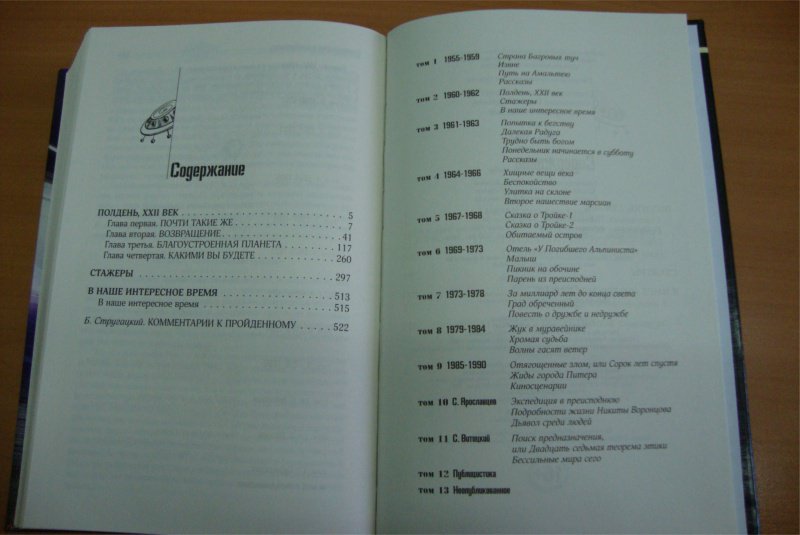 Содержание
ПОЛДЕНЬ, XXII ВЕК . . . . . . . . . . . . . . . . . . . . . . . . . . 5
Глава первая. ПОЧТИ ТАКИЕ ЖЕ . . . . . . . . . . . . . . . . . 7
Глава вторая. ВОЗВРАЩЕНИЕ . . . . . . . . . . . . . . . . . . 41
Глава третья. БЛАГОУСТРОЕННАЯ ПЛАНЕТА . . . . . . . . 117
Глава четвертая. КАКИМИ ВЫ БУДЕТЕ . . . . . . . . . . . . 260
СТАЖЕРЫ . . . . . . . . . . . . . . . . . . . . . . . . . . . . . 297
В НАШЕ ИНТЕРЕСНОЕ ВРЕМЯ . . . . . . . . . . . . . . . . . . 513
В наше интересное время . . . . . . . . . . . . . . . . . . . . 515
Б. Стругацкий. КОММЕНТАРИИ К ПРОЙДЕННОМУ . . . . . 522
том 1 1955-1959 Страна Багровых туч
Извне
Путь на Амальтею
Рассказы
том 2 1960-1962 Полдень, XXII век
Стажеры
В наше интересное время
том 3 1961-1963 Попытка к бегству
Далекая Радуга
Трудно быть богом
Понедельник начинается в субботу
Рассказы
том 4 1964-1966 Хищные вещи века
Беспокойство
Улитка на склоне
Второе нашествие марсиан
том 5 1967-1968 Сказка о Тройке-1
Сказка о Тройке-2
Обитаемый остров
том 6 1969-1973 Отель «У Погибшего Альпиниста»
Малыш
Пикник на обочине
Парень из преисподней
том 7 1973-1978 За миллиард лет до конца света
Град обреченный
Повесть о дружбе и недружбе
том 8 1979-1984 Жук в муравейнике
Хромая судьба
Волны гасят ветер
том 9 1985-1990 Отягощенные злом, или Сорок лет спустя
Жиды города Питера
Киносценарии
том 10 С. Ярославцев Экспедиция в преисподнюю
Подробности жизни Никиты Воронцова
Дьявол среди людей
том 11 С. Витицкий Поиск предназначения,
или Двадцать седьмая теорема этики
Бессильные мира сего
том 12 Публицистика
том 13 Неопубликованное